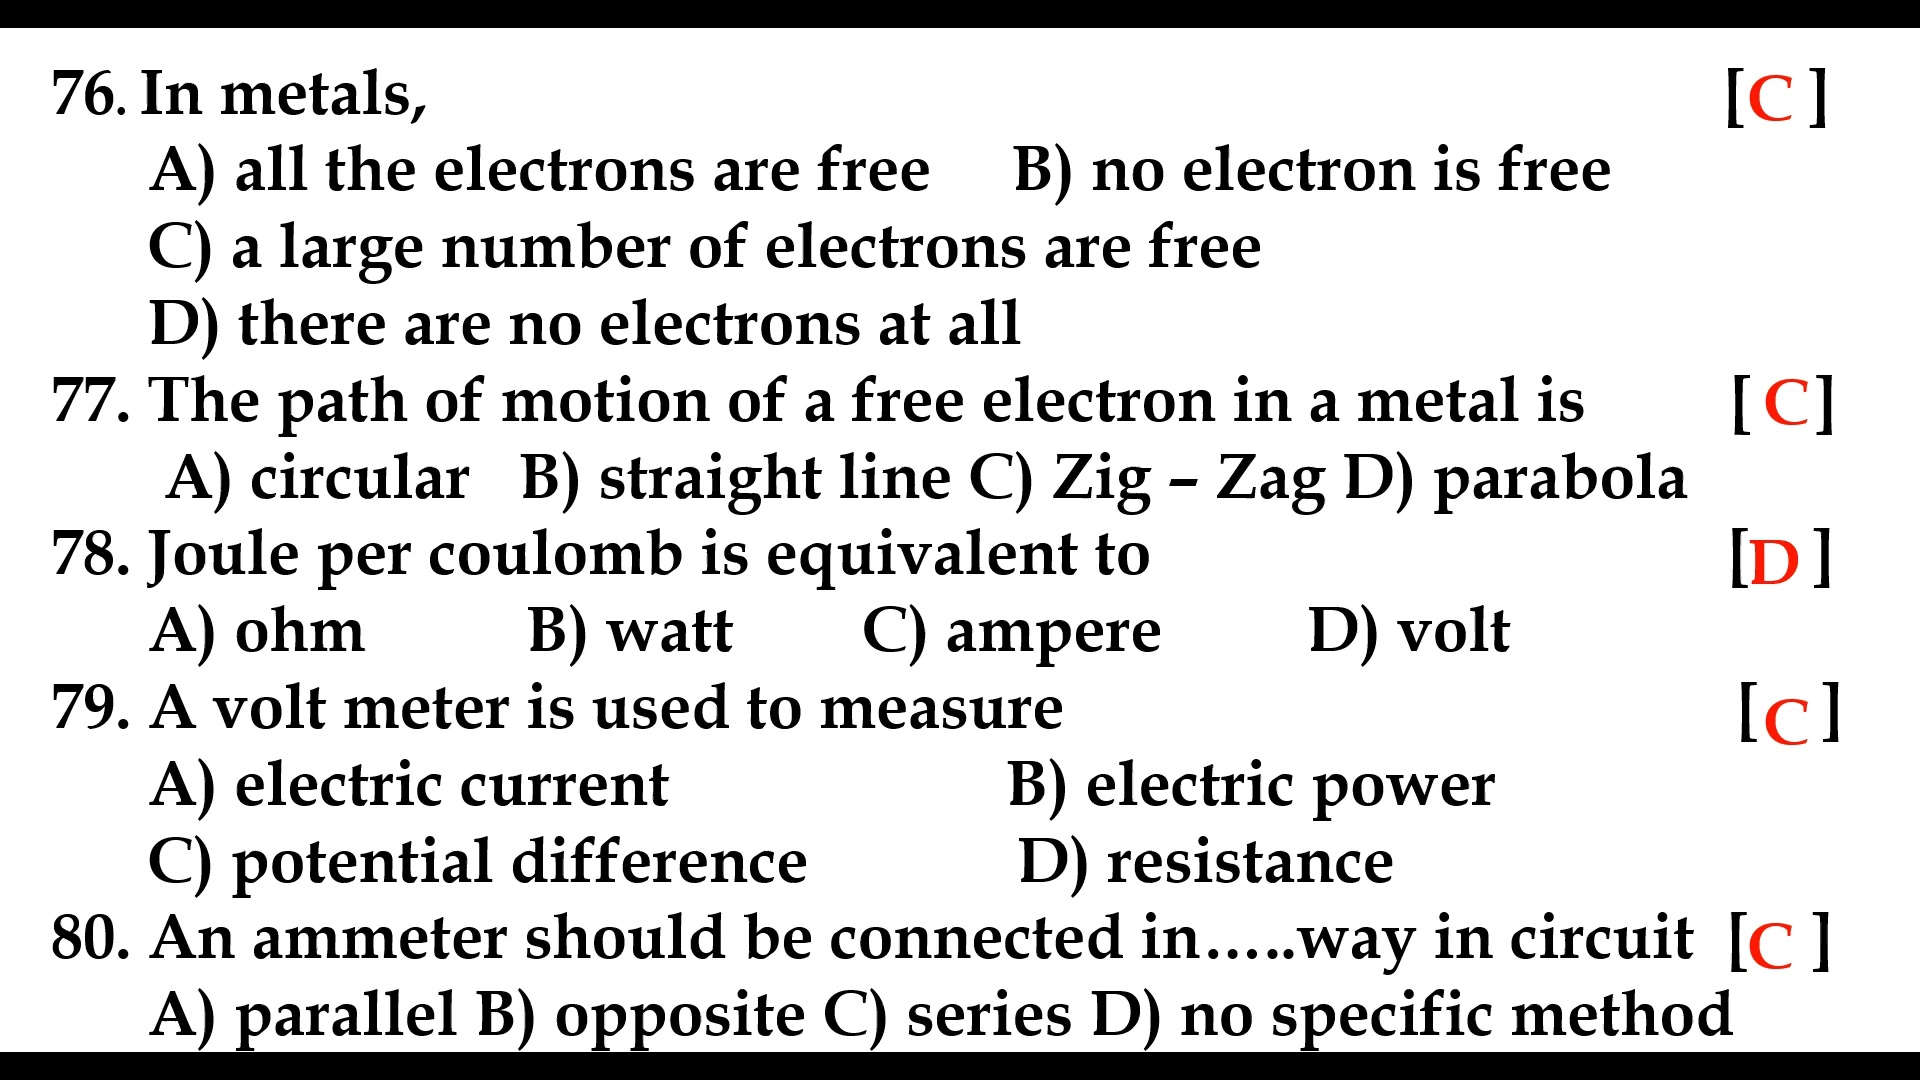 76. In metals, [C ]
A) all the electrons are free B) no electron is free
C) a large number of electrons are free
D) there are no electrons at all
77. The path of motion of a free electron in a metal is [ C]
A) circular B) straight line C) Zig – Zag D) parabola
78. Joule per coulomb is equivalent to [D ]
A) ohm B) watt C) ampere D) volt
79. A volt meter is used to measure [C ]
A) electric current B) electric power
C) potential difference D) resistance
80. An ammeter should be connected in…..way in circuit [C ]
A) parallel B) opposite C) series D) no specific method